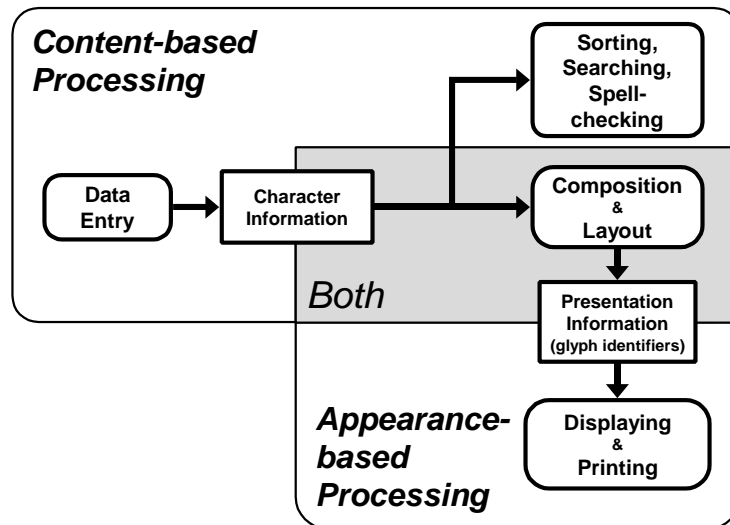 Content-based
Processing
Sorting,
Searching,
Spell-
checking
Data
Entry
Character
Information
Composition
&
Layout
Both
Presentation
Information
(glyph identifiers)
Appearance-
based
Processing
Displaying
&
Printing